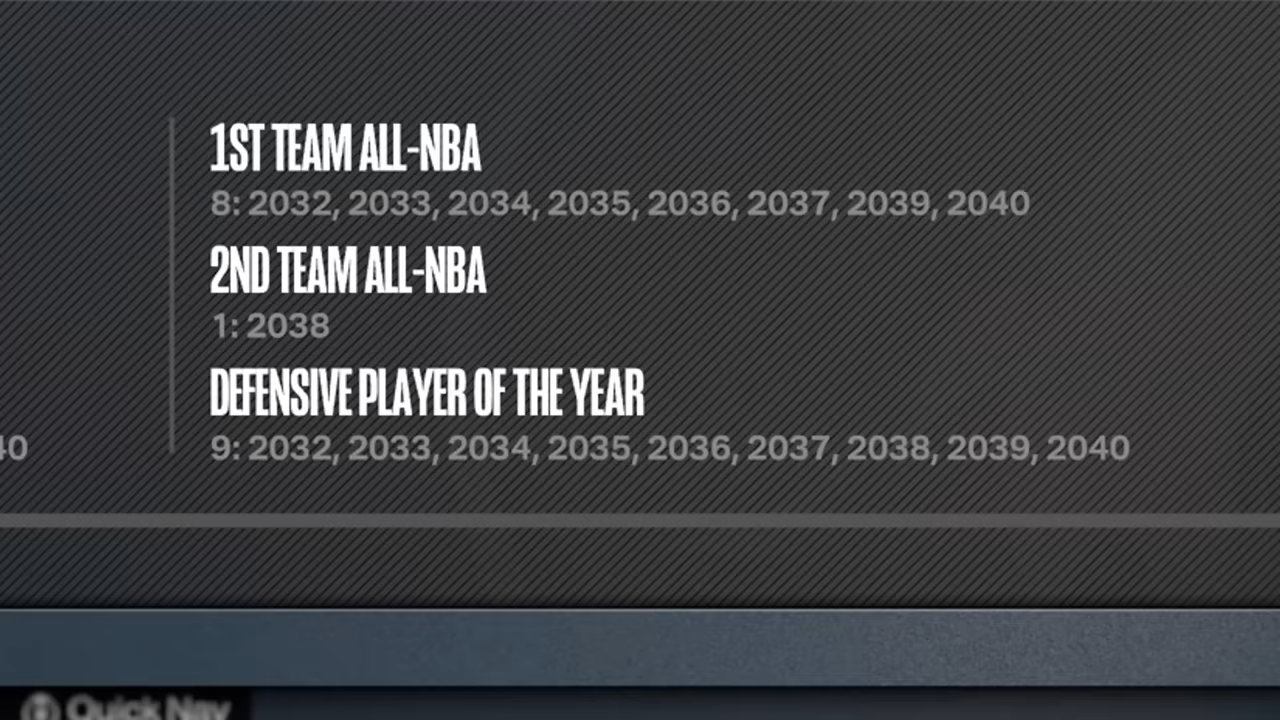 1ST TEAM ALL-NBA
8: 2032, 2033, 2034, 2035, 2036, 2037, 2039, 2040
2ND TEAM ALL-NBA
1: 2038
DEFENSIVE PLAYER OF THE YEAR
40
9: 2032, 2033, 2034, 2035, 2036, 2037, 2038, 2039, 2040
Quick Nav